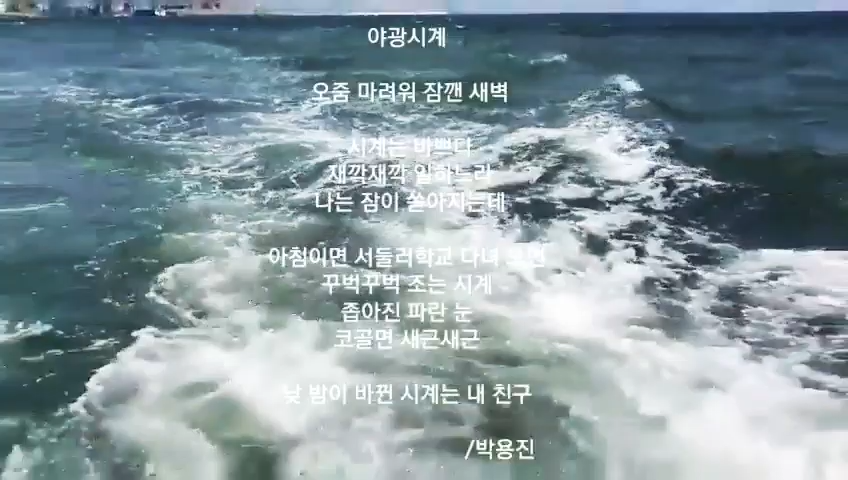 야광시계
오줌 마려워 잠깬 새벽
시계는 바쁘다
재깍재깍 일하느라
나는 잠이 쏟아지는데
아침이면 서둘러학교 다녀 오면
꾸벅꾸벅 조는 시계
좁아진 파란 눈
코골면 새근새근
낮 밤이 바뀐 시계는 내 친구
/박용진